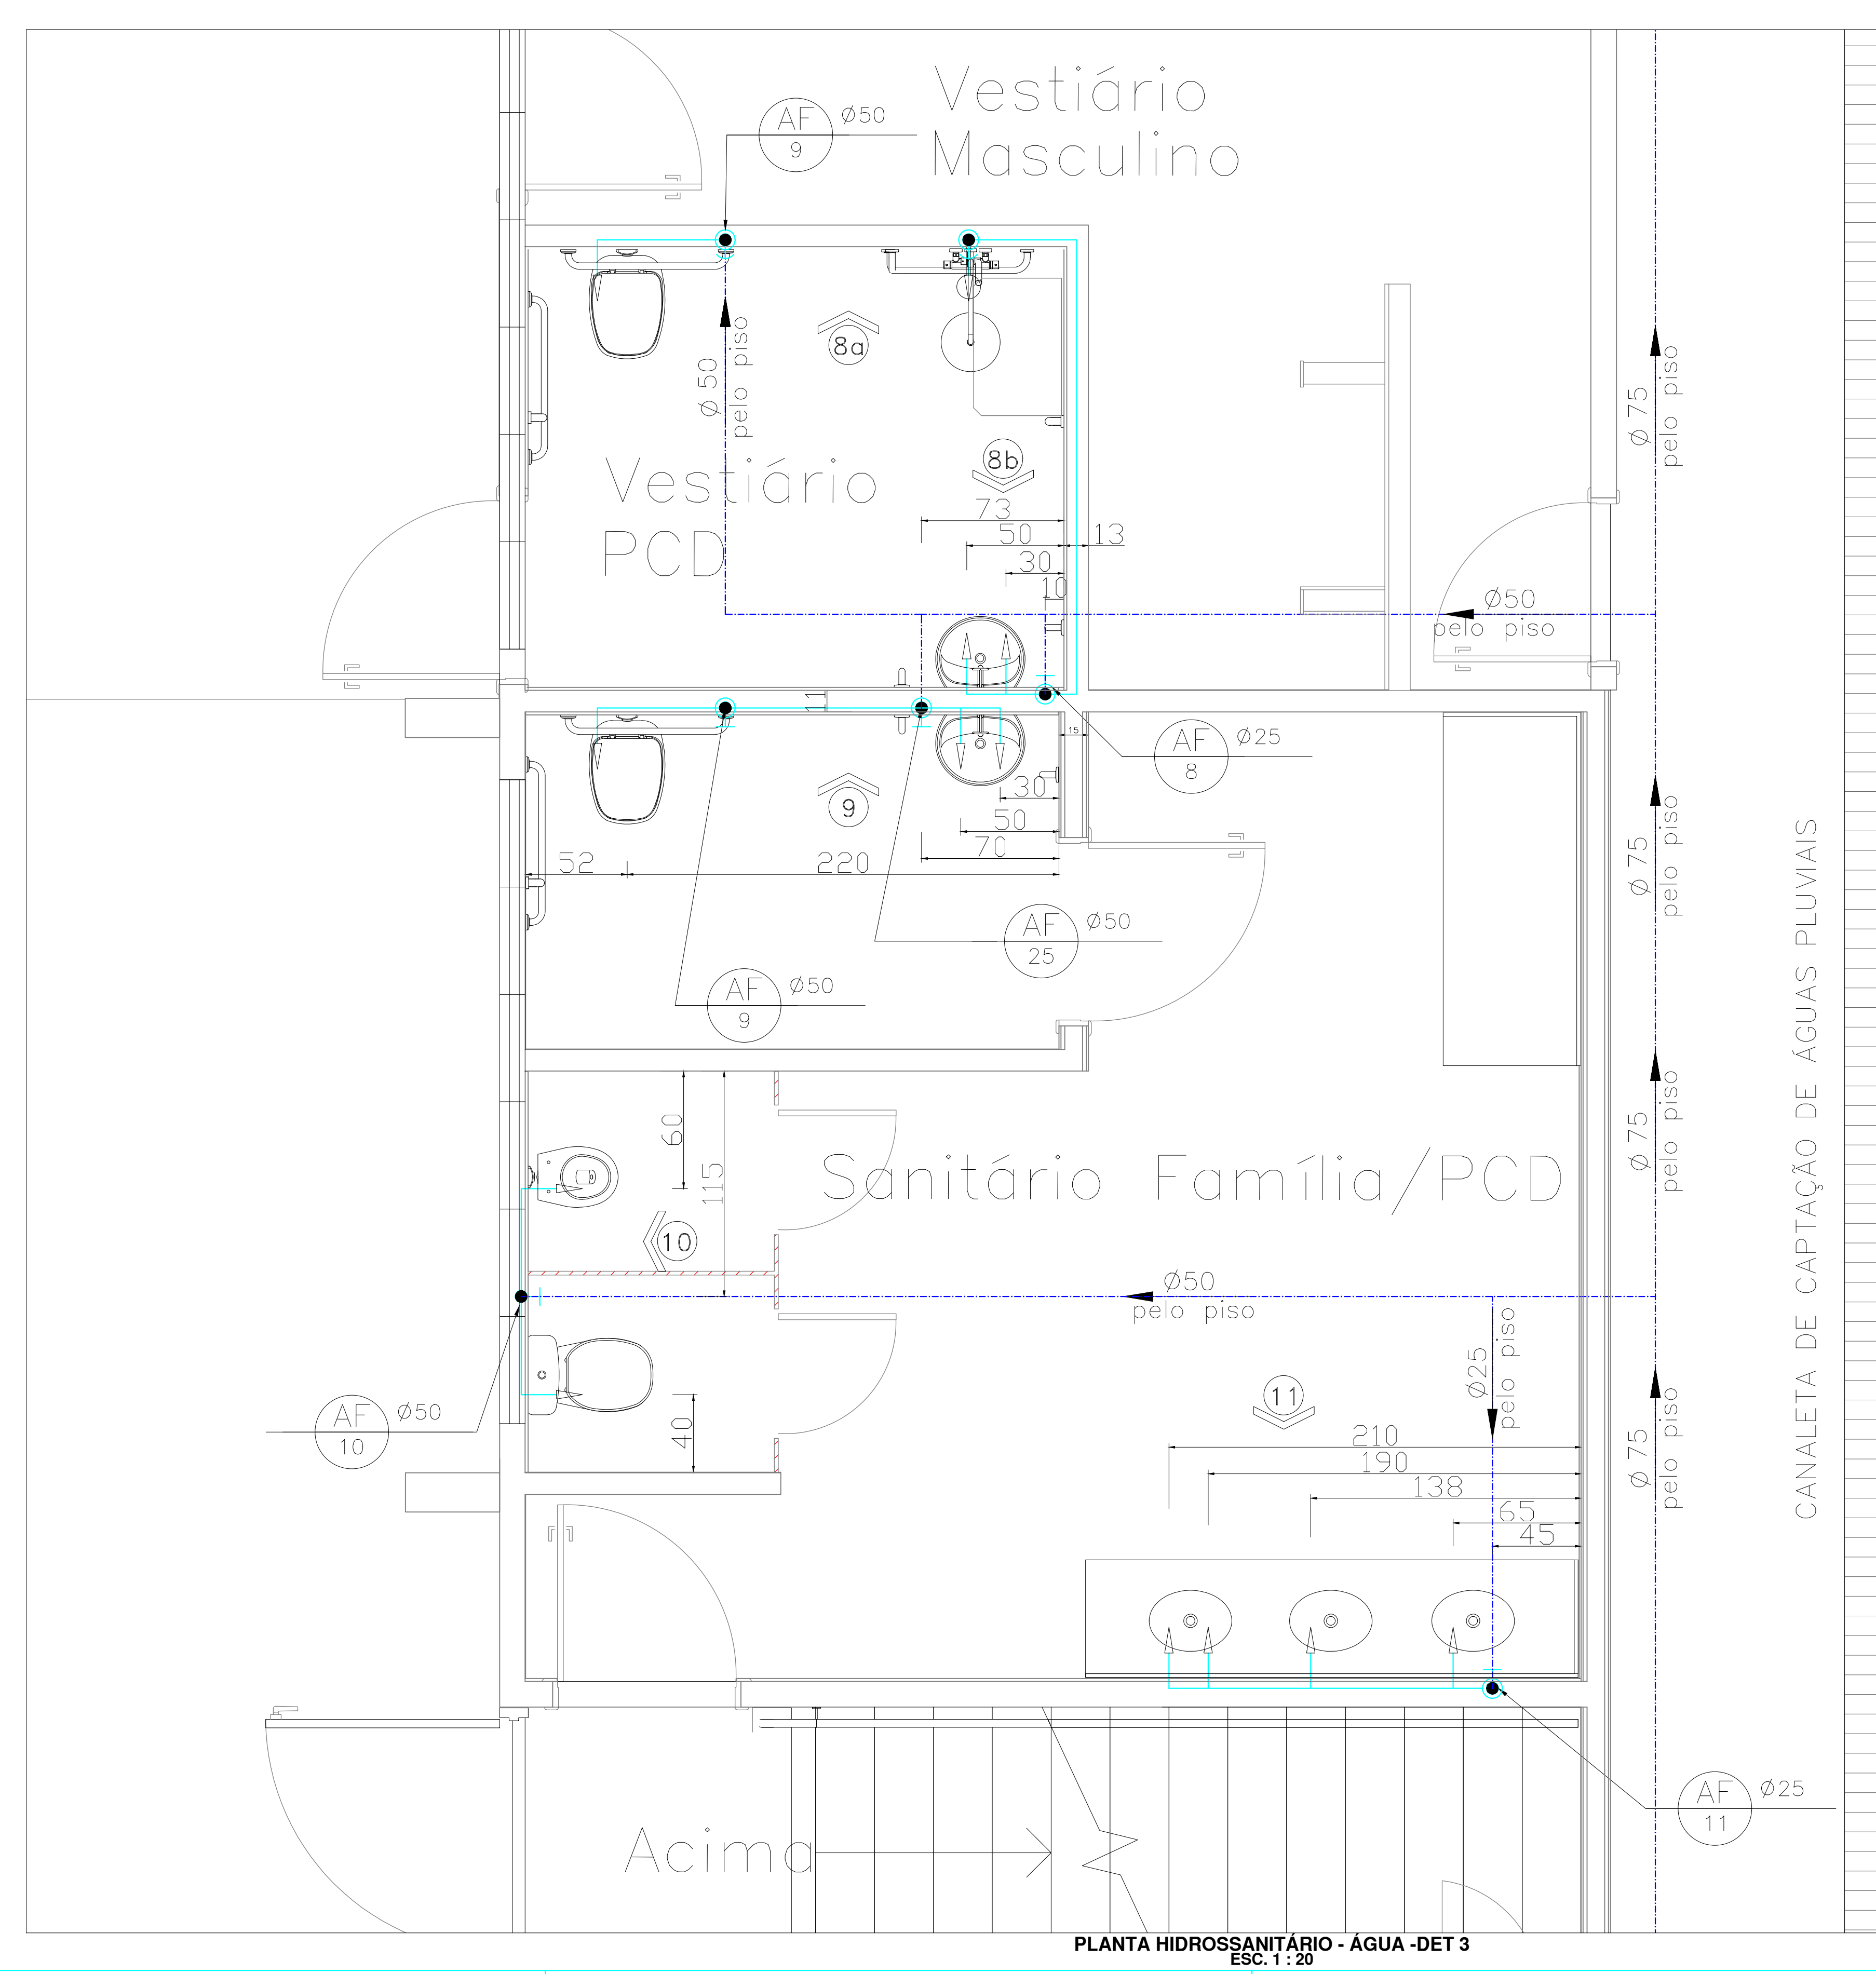 AF Ø50
9
Vestiário
Masculino
8a
Ø 50
pelo piso
Ø 75
pelo piso
8b
Vestiário
PCD
73
50
13
30
10
Ø50
pelo piso
11
15
AF Ø25
8
30
9
50
70
52
220
Ø 75
pelo piso
AF Ø50
25
AF Ø50
9
CANALETA DE CAPTAÇÃO DE ÁGUAS PLUVIAIS
60
115
Sanitário Família/PCD
Ø 75
pelo piso
10
Ø50
pelo piso
Ø25
pelo piso
11
AF Ø50
10
40
210
190
138
65
45
Ø 75
pelo piso
AF Ø25
11
Acima
PLANTA HIDROSSANITÁRIO - ÁGUA -DET 3
ESC. 1 : 20